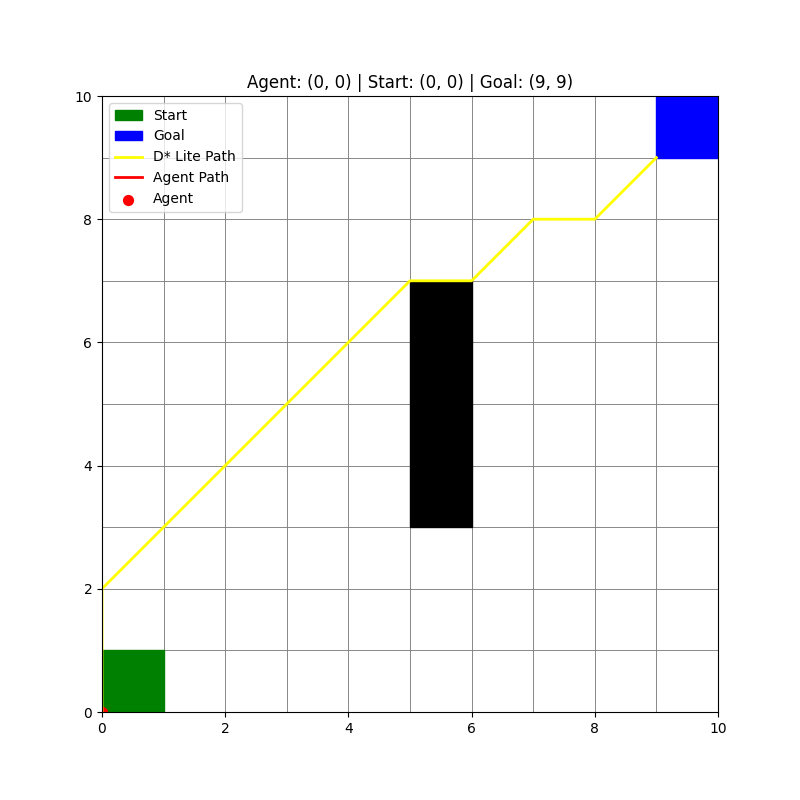 Agent: (0, 0) | Start: (0, 0) | Goal: (9, 9)
Start
Goal
D* Lite Path
Agent Path
Agent
10
8
6
4
2
0
0 2 4 6 8 10